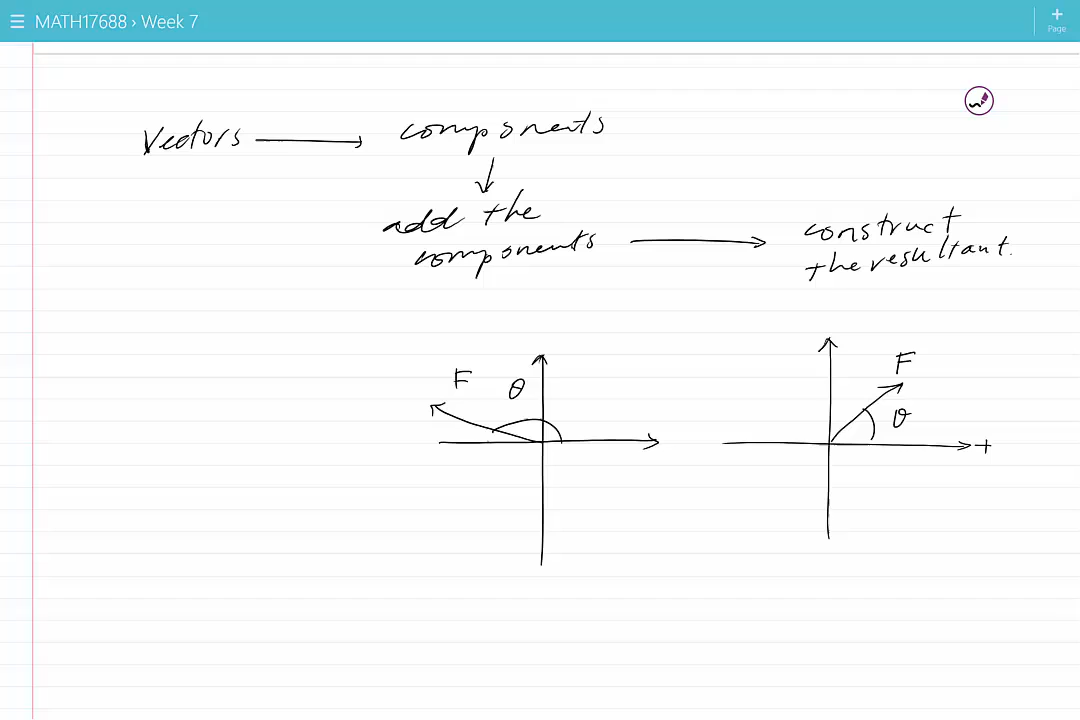 MATH17688 › Week 7
+
Page
Vectors
components
add the
components
construct
the resultant.
F
θ
F
θ
+